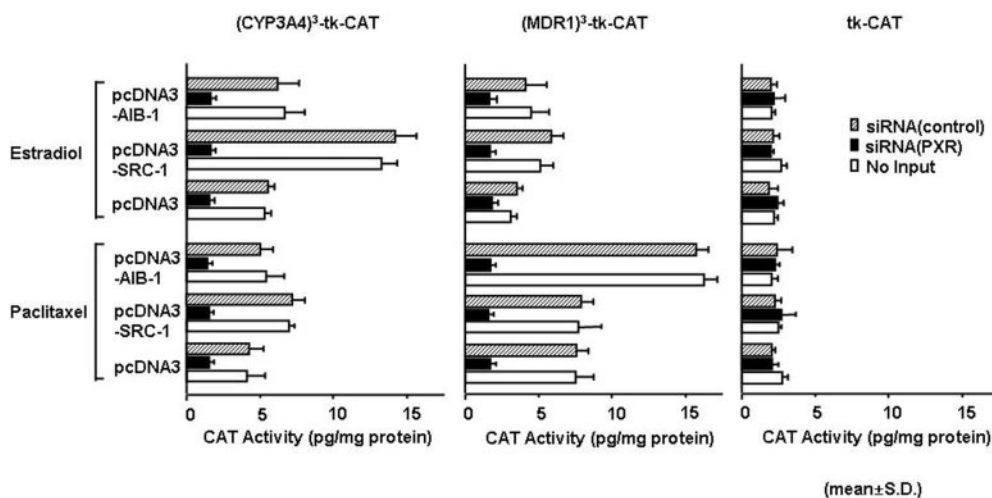 (CYP3A4)³-tk-CAT (MDR1)³-tk-CAT tk-CAT
Estradiol
pcDNA3
-AIB-1
pcDNA3
-SRC-1
pcDNA3
Paclitaxel
pcDNA3
-AIB-1
pcDNA3
-SRC-1
pcDNA3
siRNA(control)
siRNA(PXR)
No Input
0 5 10 15 0 5 10 15 0 5 10 15
CAT Activity (pg/mg protein) CAT Activity (pg/mg protein) CAT Activity (pg/mg protein)
(mean±S.D.)